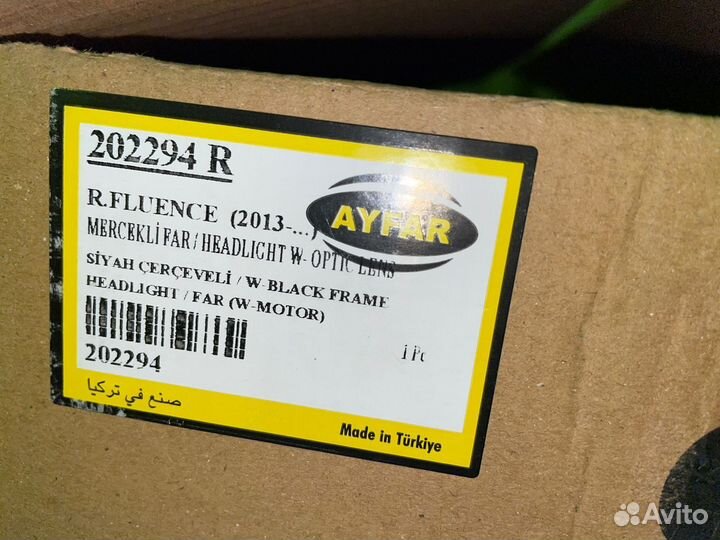 202294 R
AYFAR
R.FLUENCE (2013-...)
MERCEKLİ FAR / HEADLIGHT W- OPTIC LENS
SİYAH ÇERÇEVELİ / W-BLACK FRAME
HEADLIGHT / FAR (W-MOTOR)
1 Pc
202294
صنع في تركيا
Made in Türkiye
Avito